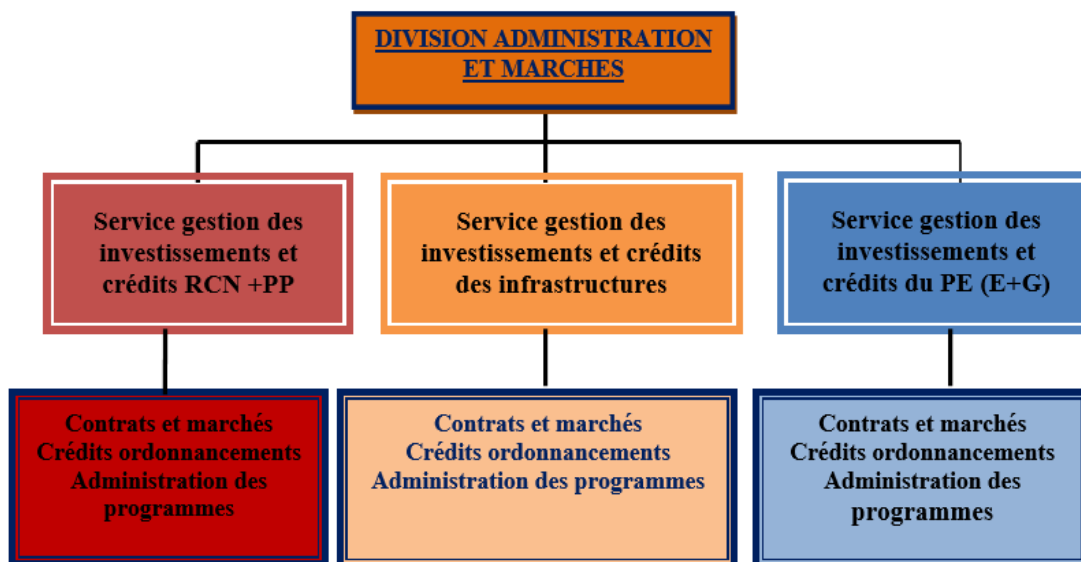 DIVISION ADMINISTRATION
ET MARCHES
Service gestion des
investissements et
crédits RCN +PP
Service gestion des
investissements et crédits
des infrastructures
Service gestion des
investissements et
crédits du PE (E+G)
Contrats et marchés
Crédits ordonnancements
Administration des
programmes
Contrats et marchés
Crédits ordonnancements
Administration des programmes
Contrats et marchés
Crédits ordonnancements
Administration des
programmes